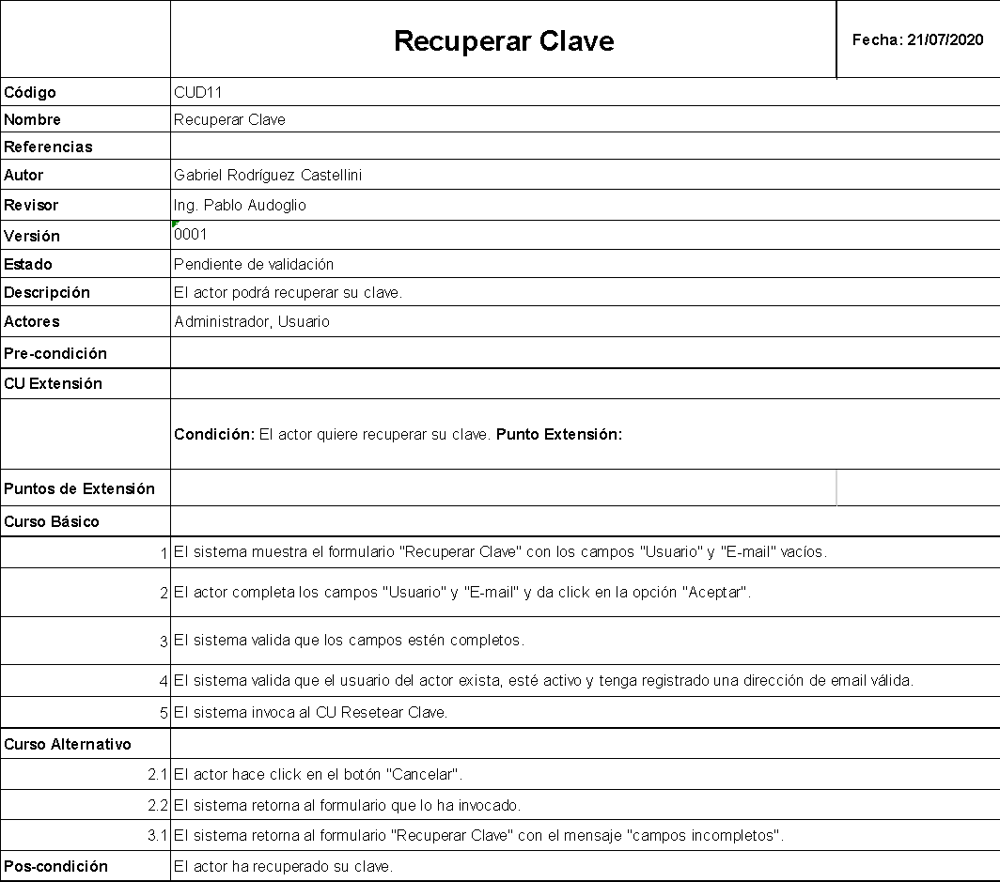 Recuperar Clave
Fecha: 21/07/2020
Código CUD11
Nombre Recuperar Clave
Referencias
Autor Gabriel Rodríguez Castellini
Revisor Ing. Pablo Audoglio
Versión 0001
Estado Pendiente de validación
Descripción El actor podrá recuperar su clave.
Actores Administrador, Usuario
Pre-condición
CU Extensión
Condición: El actor quiere recuperar su clave. Punto Extensión:
Puntos de Extensión
Curso Básico
1 El sistema muestra el formulario "Recuperar Clave" con los campos "Usuario" y "E-mail" vacíos.
2 El actor completa los campos "Usuario" y "E-mail" y da click en la opción "Aceptar".
3 El sistema valida que los campos estén completos.
4 El sistema valida que el usuario del actor exista, esté activo y tenga registrado una dirección de email válida.
5 El sistema invoca al CU Resetear Clave.
Curso Alternativo
2.1 El actor hace click en el botón "Cancelar".
2.2 El sistema retorna al formulario que lo ha invocado.
3.1 El sistema retorna al formulario "Recuperar Clave" con el mensaje "campos incompletos".
Pos-condición El actor ha recuperado su clave.